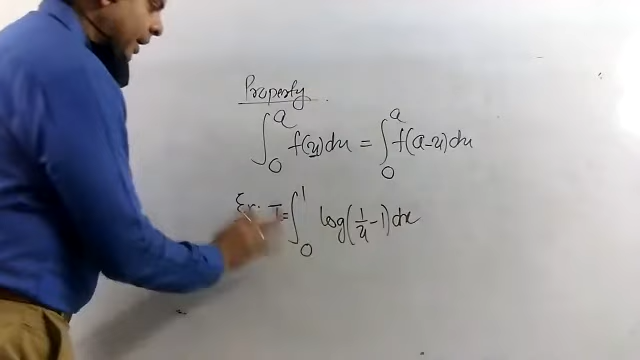 Property
∫₀ᵃ f(x)dx = ∫₀ᵃ f(a-x)dx
Ex: I = ∫₀¹ log(1/x - 1)dx